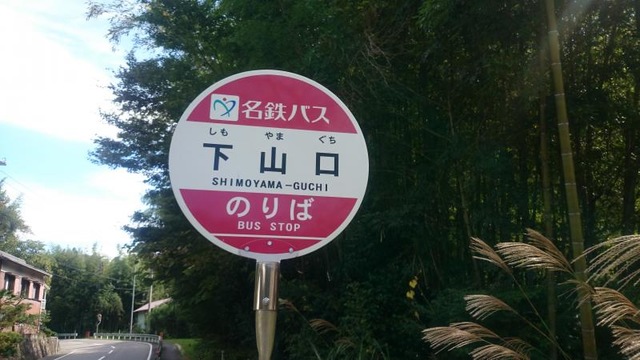 名鉄バス
しも やま ぐち
下山口
SHIMOYAMA-GUCHI
のりば
BUS STOP